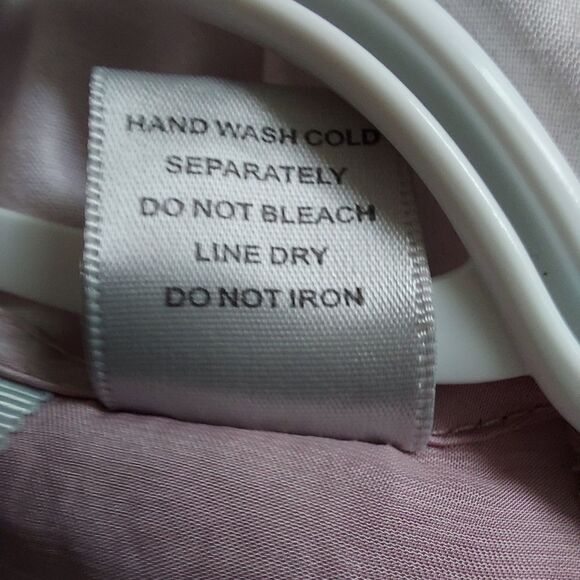 HAND WASH COLD
SEPARATELY
DO NOT BLEACH
LINE DRY
DO NOT IRON